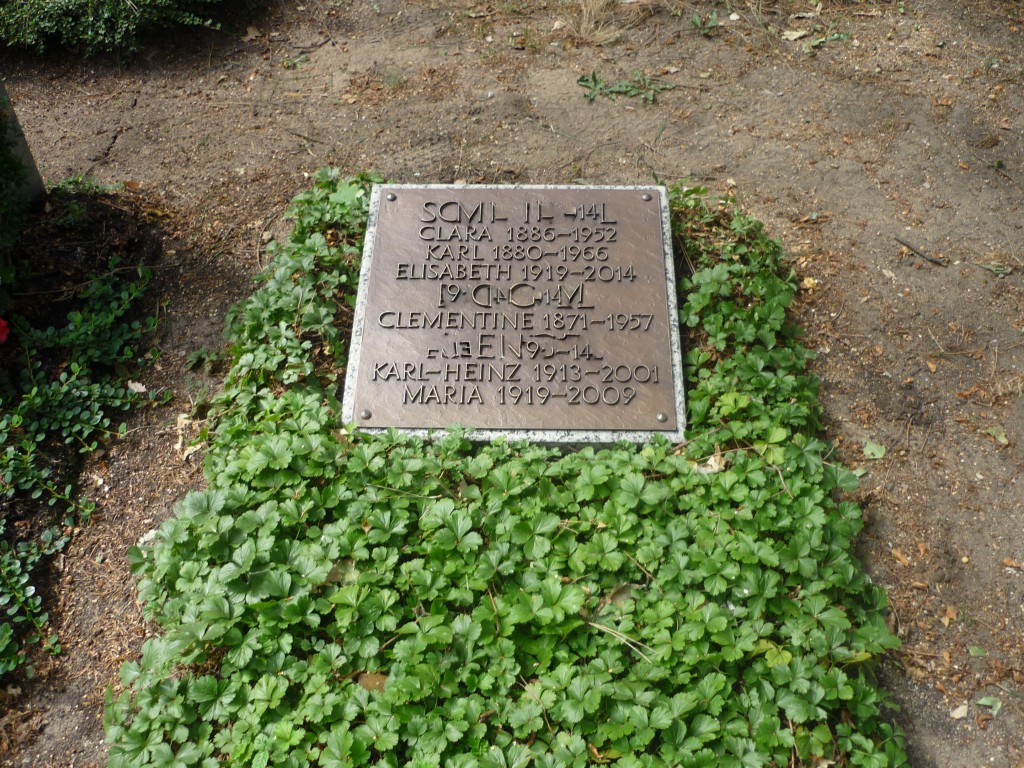 CLARA 1886-1952
KARL 1880-1966
ELISABETH 1919-2014
CLEMENTINE 1871-1957
KARL-HEINZ 1913-2001
MARIA 1919-2009